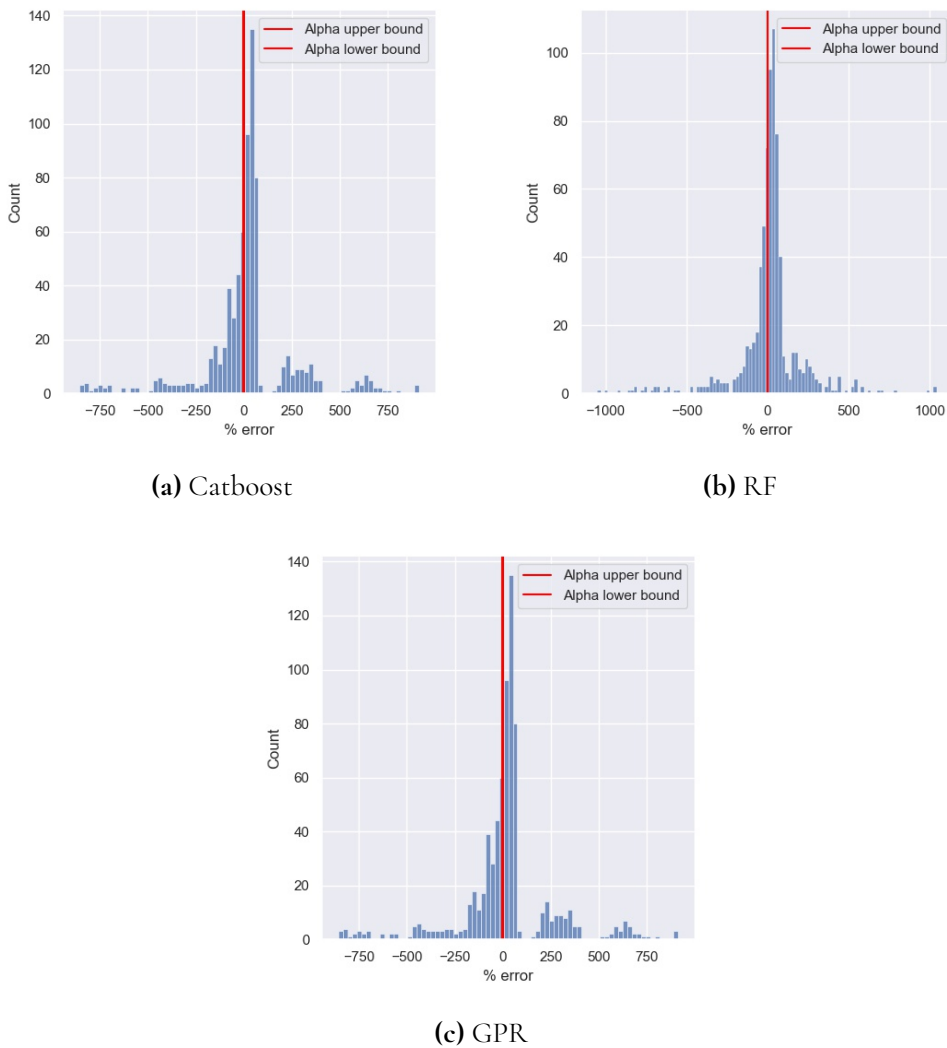 140
120
100
80
60
40
20
0
Count
−750 −500 −250 0 250 500 750
% error
Alpha upper bound
Alpha lower bound
(a) Catboost
100
80
60
40
20
0
Count
−1000 −500 0 500 1000
% error
Alpha upper bound
Alpha lower bound
(b) RF
140
120
100
80
60
40
20
0
Count
−750 −500 −250 0 250 500 750
% error
Alpha upper bound
Alpha lower bound
(c) GPR